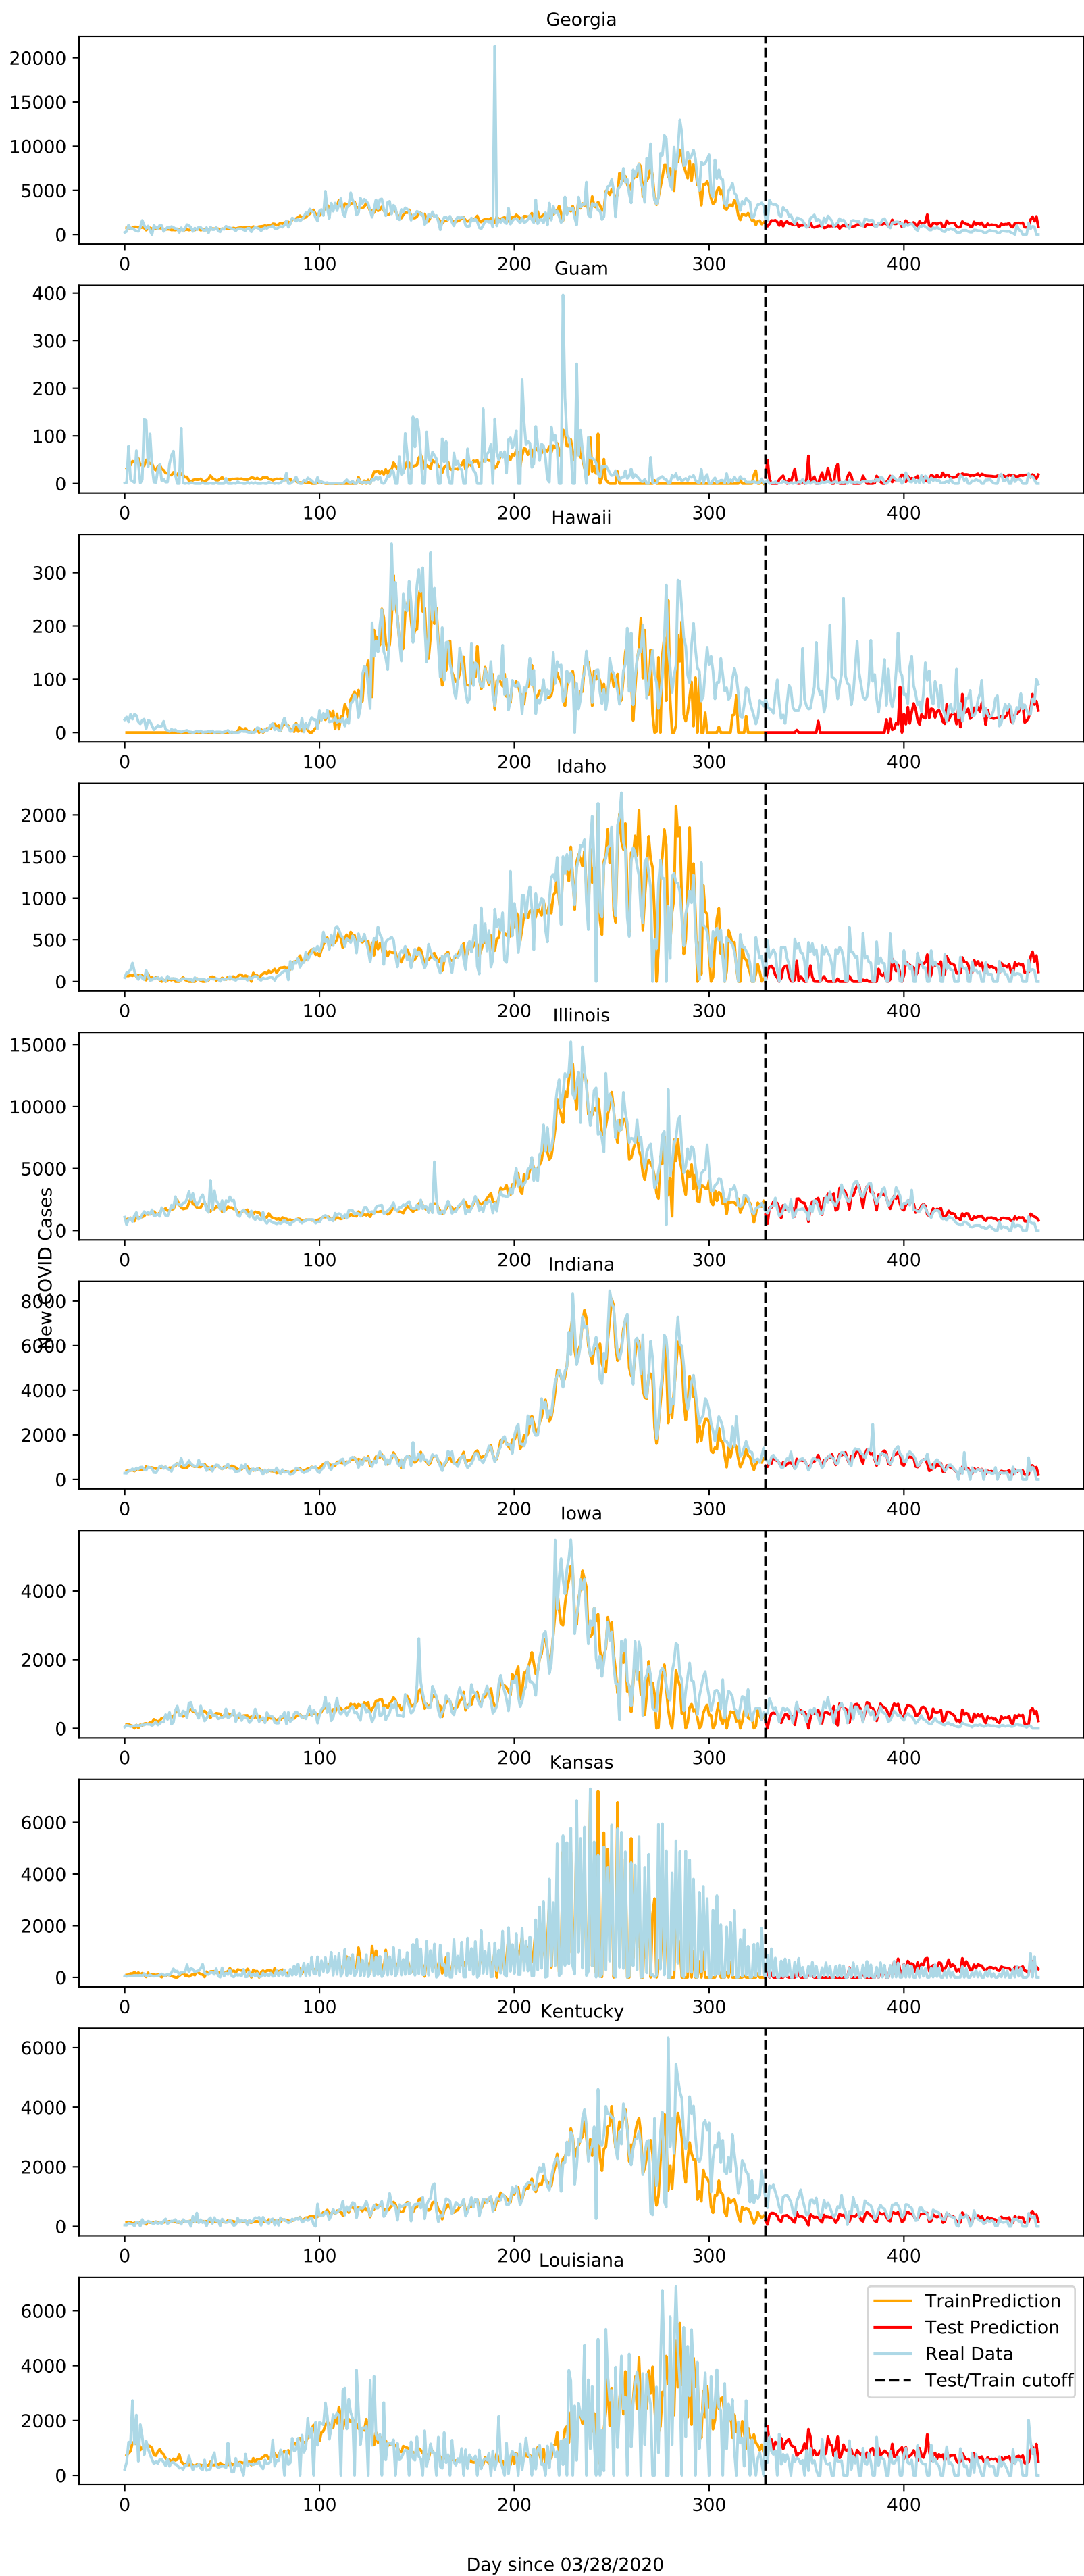 Georgia
20000
15000
10000
5000
0
0 100 200 300 400
Guam
400
300
200
100
0
0 100 200 300 400
Hawaii
300
200
100
0
0 100 200 300 400
Idaho
2000
1500
1000
500
0
0 100 200 300 400
Illinois
15000
10000
5000
0
0 100 200 300 400
New COVID Cases
Indiana
8000
6000
4000
2000
0
0 100 200 300 400
Iowa
4000
2000
0
0 100 200 300 400
Kansas
6000
4000
2000
0
0 100 200 300 400
Kentucky
6000
4000
2000
0
0 100 200 300 400
Louisiana
6000
4000
2000
0
TrainPrediction
Test Prediction
Real Data
Test/Train cutoff
0 100 200 300 400
Day since 03/28/2020